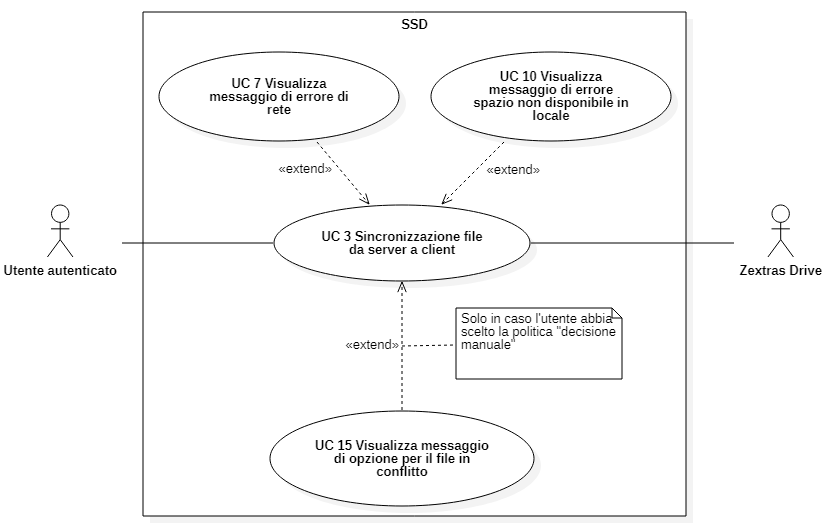 SSD
UC 7 Visualizza
messaggio di errore di
rete
UC 10 Visualizza
messaggio di errore
spazio non disponibile in
locale
«extend»
«extend»
UC 3 Sincronizzazione file
da server a client
Utente autenticato
Zextras Drive
Solo in caso l'utente abbia
scelto la politica "decisione
manuale"
«extend»
UC 15 Visualizza messaggio
di opzione per il file in
conflitto